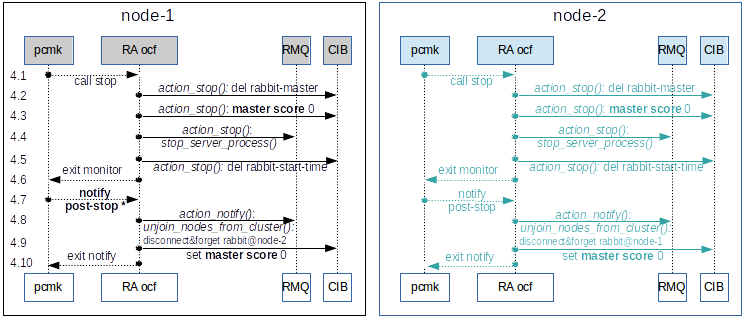 node-1
pcmk RA ocf RMQ CIB
4.1 call stop
4.2 action_stop(): del rabbit-master
4.3 action_stop(): master score 0
4.4 action_stop():
stop_server_process()
4.5 action_stop(): del rabbit-start-time
4.6 exit monitor
4.7 notify
post-stop *
4.8 action_notify():
unjoin_nodes_from_cluster():
4.9 disconnect&forget rabbit@node-2
set master score 0
4.10 exit notify
pcmk RA ocf RMQ CIB
node-2
pcmk RA ocf RMQ CIB
call stop
action_stop(): del rabbit-master
action_stop(): master score 0
action_stop():
stop_server_process()
action_stop(): del rabbit-start-time
exit monitor
notify
post-stop
action_notify():
unjoin_nodes_from_cluster():
disconnect&forget rabbit@node-1
set master score 0
exit notify
pcmk RA ocf RMQ CIB